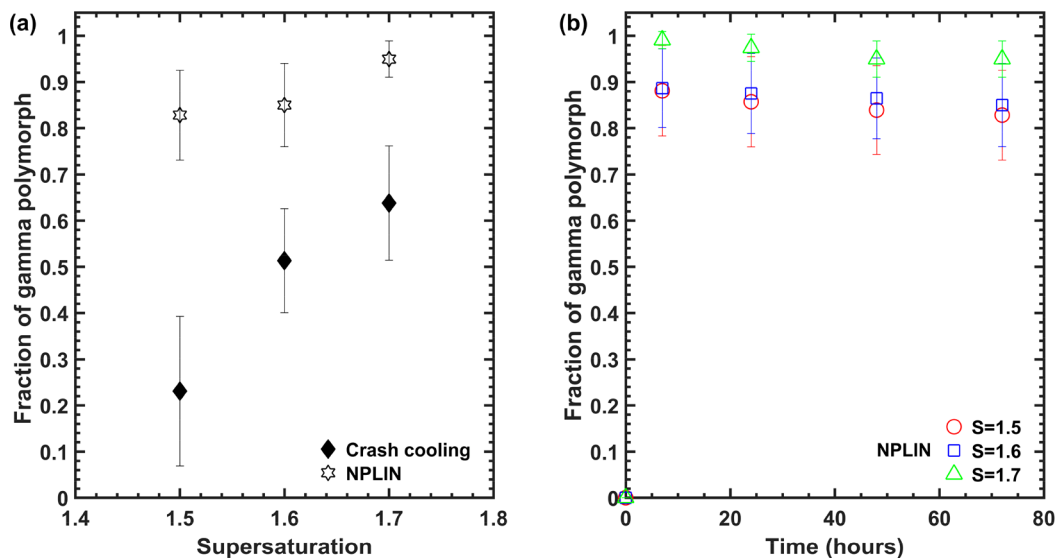 (a)
Fraction of gamma polymorph
1
0.9
0.8
0.7
0.6
0.5
0.4
0.3
0.2
0.1
0
1.4
1.5
1.6
1.7
1.8
Supersaturation
Crash cooling
NPLIN
(b)
Fraction of gamma polymorph
1
0.9
0.8
0.7
0.6
0.5
0.4
0.3
0.2
0.1
0
0
20
40
60
80
Time (hours)
NPLIN
S=1.5
S=1.6
S=1.7